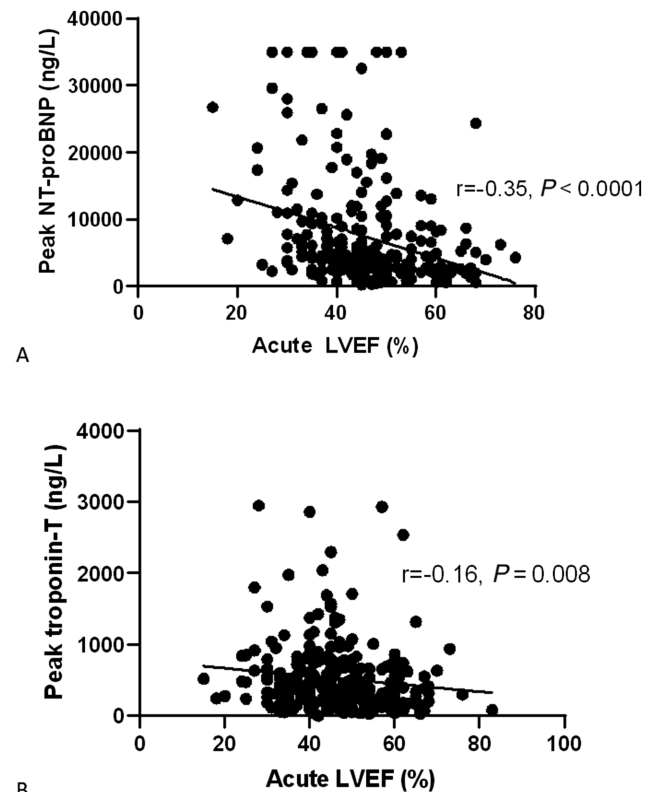 40000
30000
20000
10000
0
Peak NT-proBNP (ng/L)
r=-0.35, P < 0.0001
0 20 40 60 80
Acute LVEF (%)
A
4000
3000
2000
1000
0
Peak troponin-T (ng/L)
r=-0.16, P = 0.008
0 20 40 60 80 100
Acute LVEF (%)
B